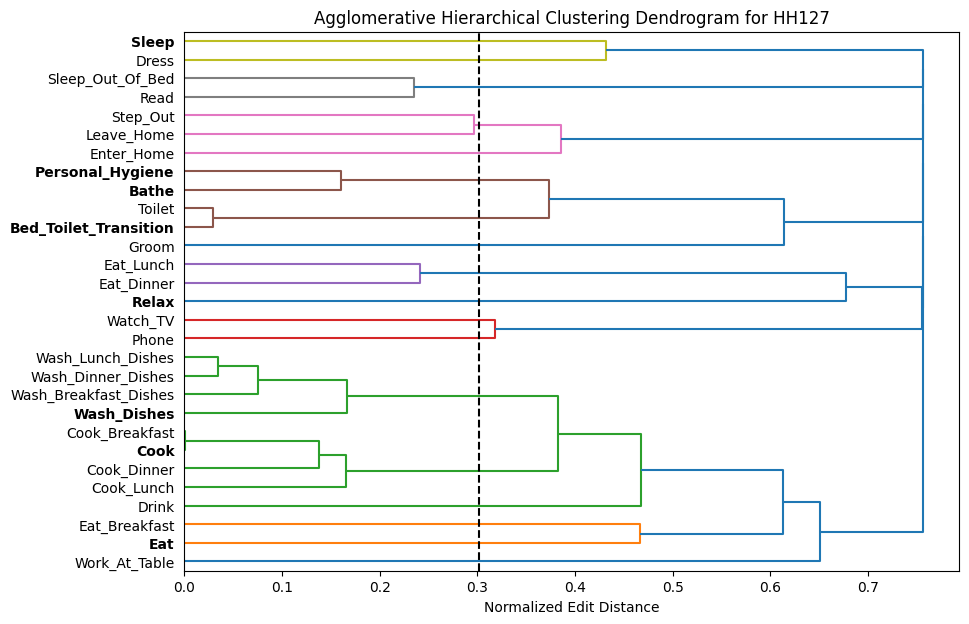 Agglomerative Hierarchical Clustering Dendrogram for HH127
Sleep
Dress
Sleep_Out_Of_Bed
Read
Step_Out
Leave_Home
Enter_Home
Personal_Hygiene
Bathe
Toilet
Bed_Toilet_Transition
Groom
Eat_Lunch
Eat_Dinner
Relax
Watch_TV
Phone
Wash_Lunch_Dishes
Wash_Dinner_Dishes
Wash_Breakfast_Dishes
Wash_Dishes
Cook_Breakfast
Cook
Cook_Dinner
Cook_Lunch
Drink
Eat_Breakfast
Eat
Work_At_Table
0.0 0.1 0.2 0.3 0.4 0.5 0.6 0.7
Normalized Edit Distance